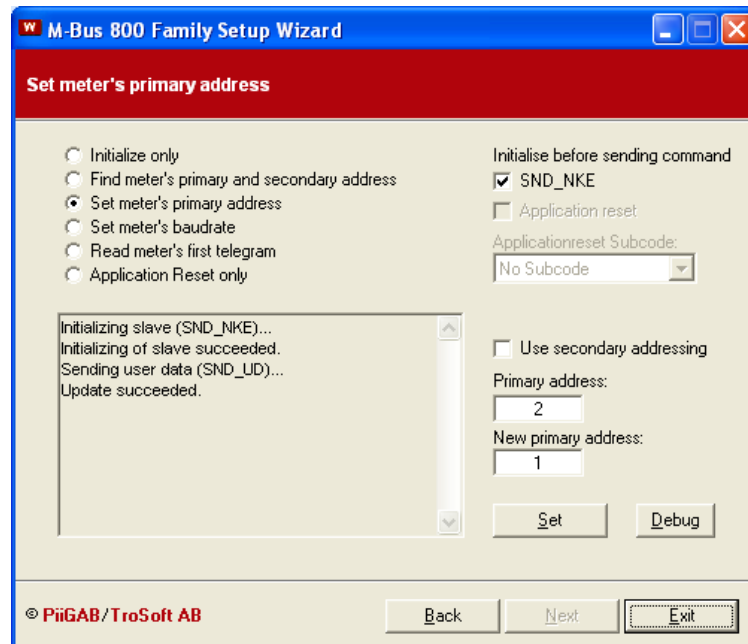 W M-Bus 800 Family Setup Wizard
Set meter's primary address
Initialize only
Find meter's primary and secondary address
Set meter's primary address
Set meter's baudrate
Read meter's first telegram
Application Reset only
Initialise before sending command
SND_NKE
Application reset
Applicationreset Subcode:
No Subcode
Initializing slave (SND_NKE)...
Initializing of slave succeeded.
Sending user data (SND_UD)...
Update succeeded.
Use secondary addressing
Primary address:
2
New primary address:
1
Set Debug
© PiiGAB/TroSoft AB Back Next Exit